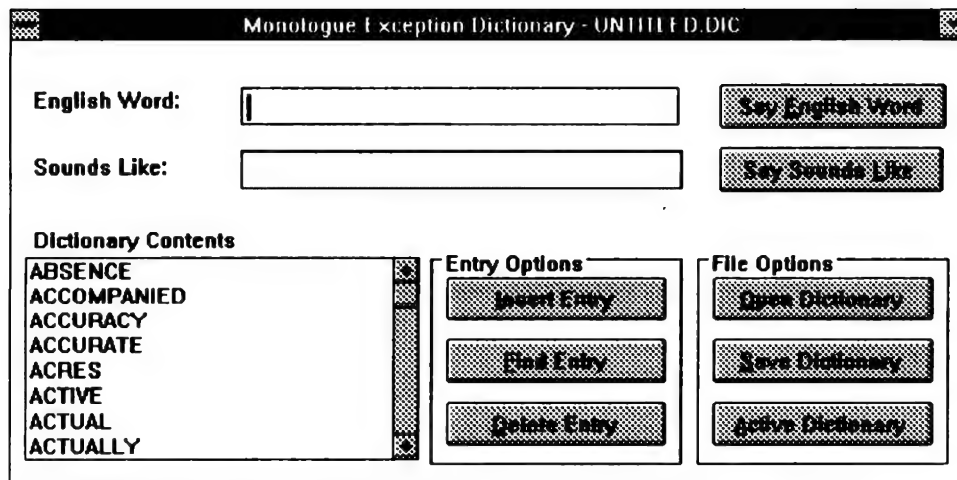 Monologue Exception Dictionary - UNTITLED.DIC
English Word:
Say English Word
Sounds Like:
Say Sounds Like
Dictionary Contents
ABSENCE
ACCOMPANIED
ACCURACY
ACCURATE
ACRES
ACTIVE
ACTUAL
ACTUALLY
Entry Options
Insert Entry
Find Entry
Delete Entry
File Options
Open Dictionary
Save Dictionary
Active Dictionary